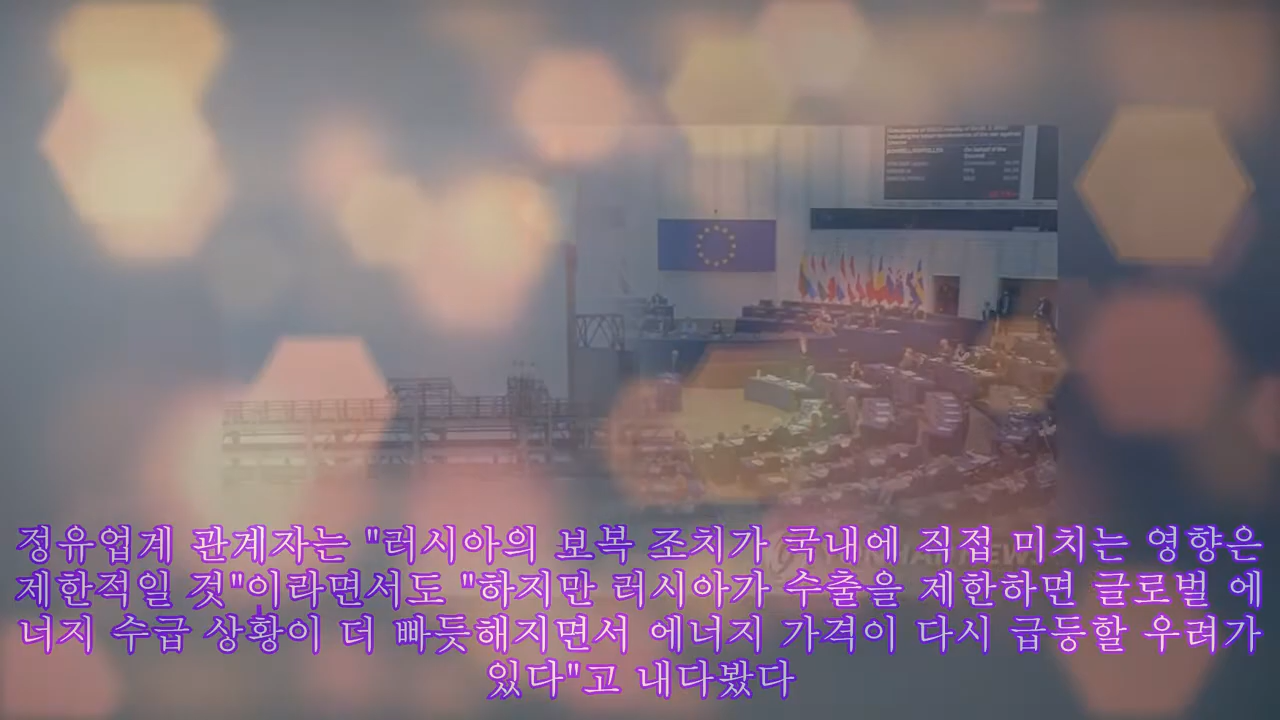 정유업계 관계자는 "러시아의 보복 조치가 국내에 직접 미치는 영향은
제한적일 것"이라면서도 "하지만 러시아가 수출을 제한하면 글로벌 에
너지 수급 상황이 더 빠듯해지면서 에너지 가격이 다시 급등할 우려가
있다"고 내다봤다